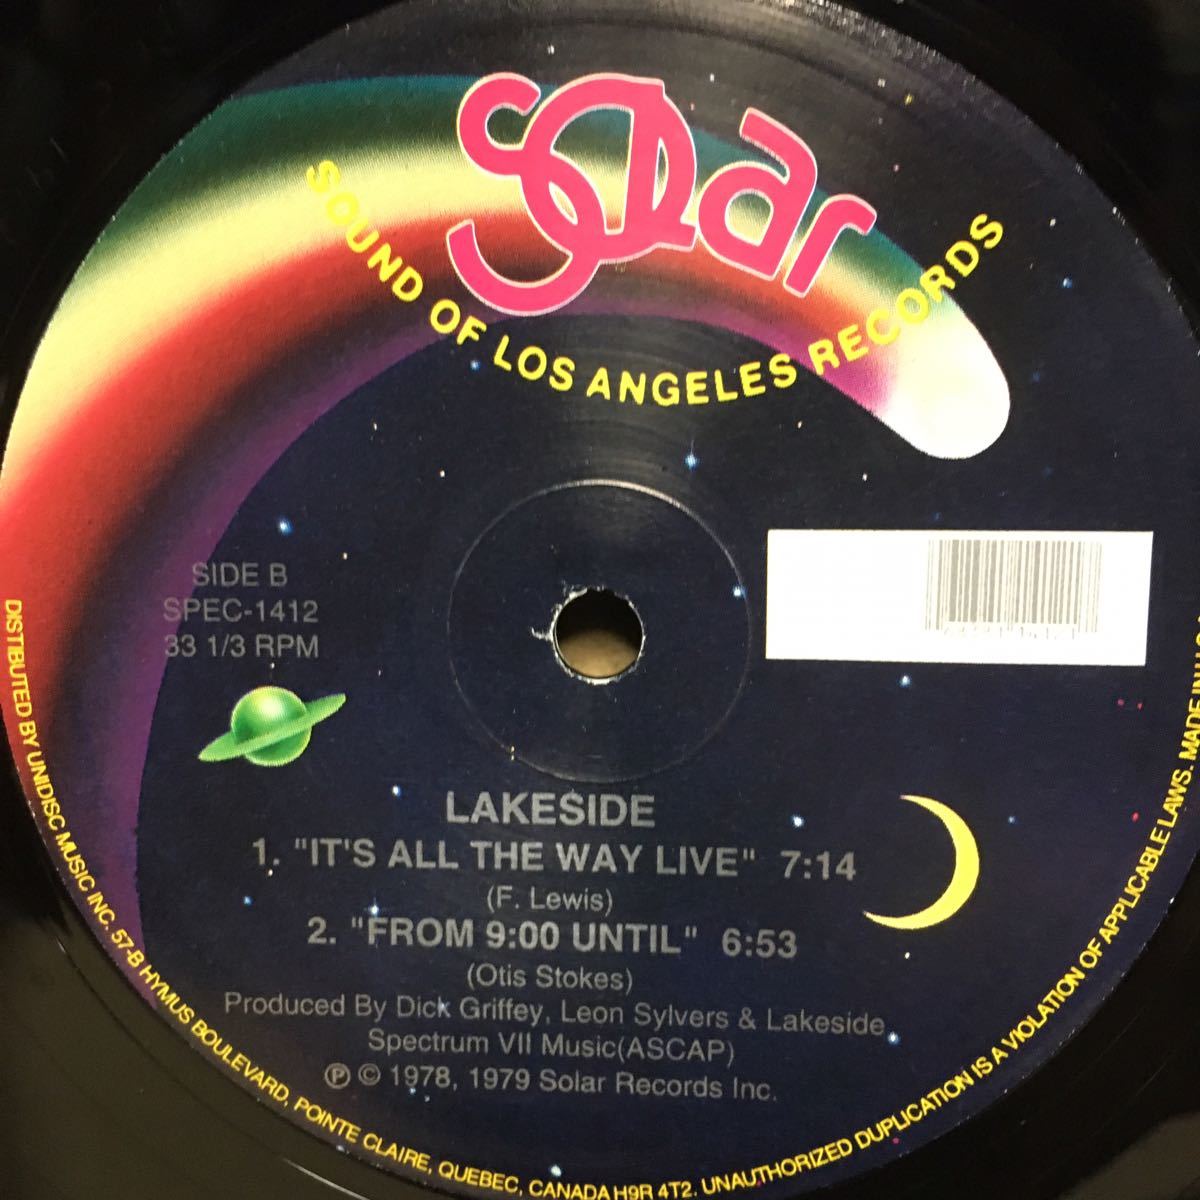 Solar
SOUND OF LOS ANGELES RECORDS
SIDE B
SPEC-1412
33 1/3 RPM
LAKESIDE
1. "IT'S ALL THE WAY LIVE" 7:14
(F. Lewis)
2. "FROM 9:00 UNTIL" 6:53
(Otis Stokes)
Produced By Dick Griffey, Leon Sylvers & Lakeside
Spectrum VII Music(ASCAP)
℗ © 1978, 1979 Solar Records Inc.
DISTIBUTED BY UNIDISC MUSIC INC. 57-B HYMUS BOULEVARD, POINTE CLAIRE, QUEBEC, CANADA H9R 4T2. UNAUTHORIZED DUPLICATION IS A VIOLATION OF APPLICABLE LAWS. MADE IN